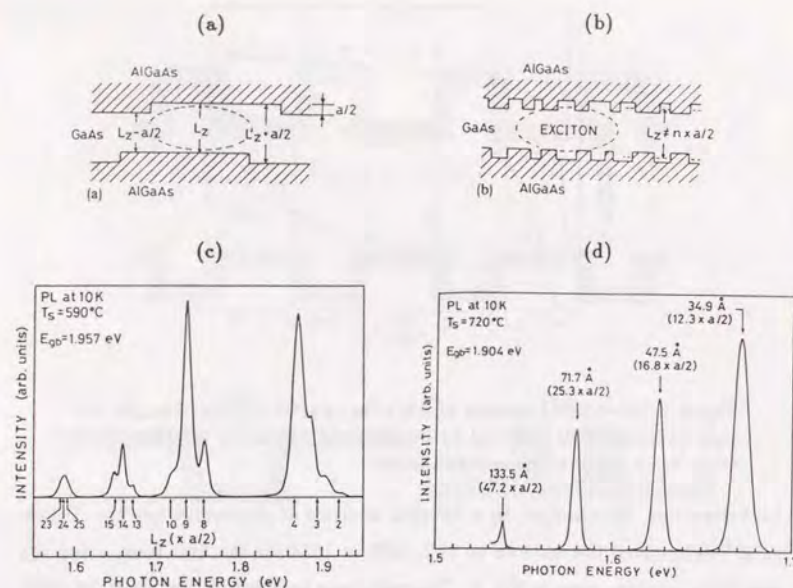 (a)
AlGaAs
a/2
GaAs
Lz-a/2
Lz
Lz+a/2
(a)
AlGaAs
(b)
AlGaAs
GaAs
EXCITON
Lz≠n×a/2
(b)
AlGaAs
(c)
PL at 10K
Ts=590°C
Egb=1.957 eV
INTENSITY (arb. units)
23 24 25 15 14 13 10 9 8 4 3 2
Lz(×a/2)
1.6 1.7 1.8 1.9
PHOTON ENERGY (eV)
(d)
PL at 10K
Ts=720°C
Egb=1.904 eV
34.9 Å
(12.3 x a/2)
47.5 Å
(16.8 x a/2)
71.7 Å
(25.3 x a/2)
133.5 Å
(47.2 x a/2)
INTENSITY (arb. units)
1.5 1.6
PHOTON ENERGY (eV)